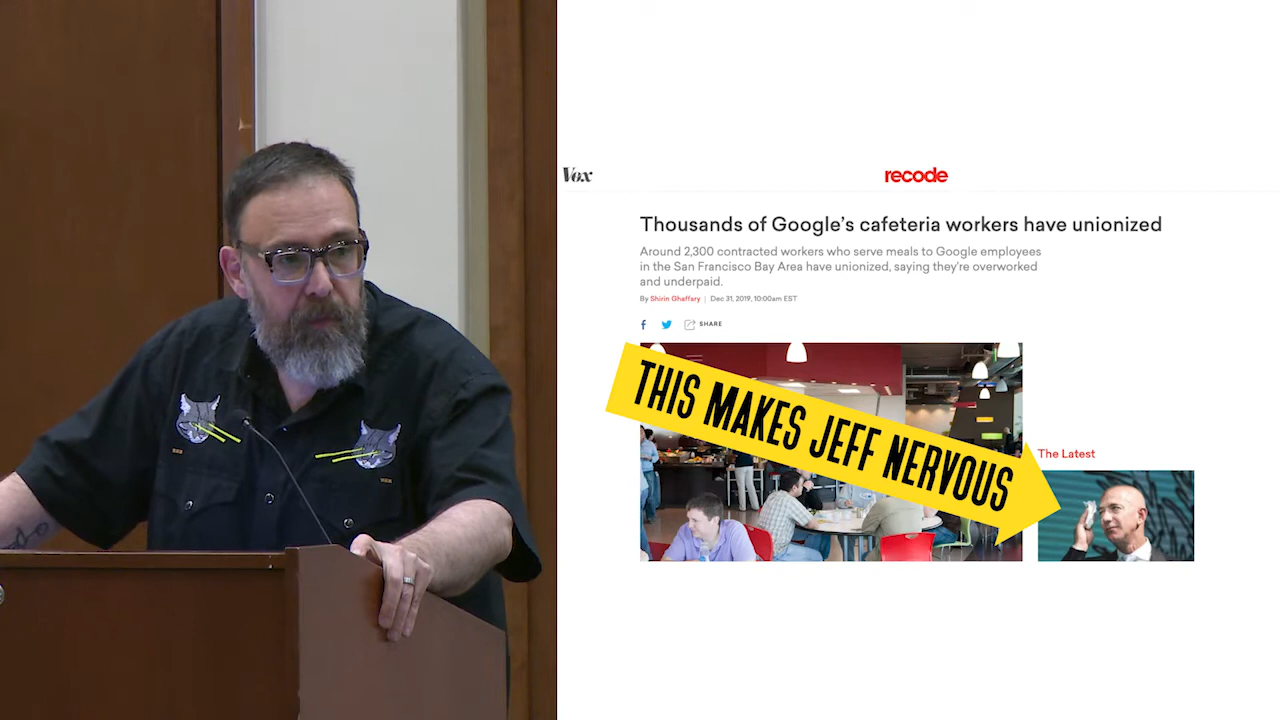 Vox
recode
Thousands of Google's cafeteria workers have unionized
Around 2,300 contracted workers who serve meals to Google employees
in the San Francisco Bay Area have unionized, saying they're overworked
and underpaid.
By Shirin Ghaffary | Dec 31, 2019, 10:00am EST
SHARE
THIS MAKES JEFF NERVOUS
The Latest